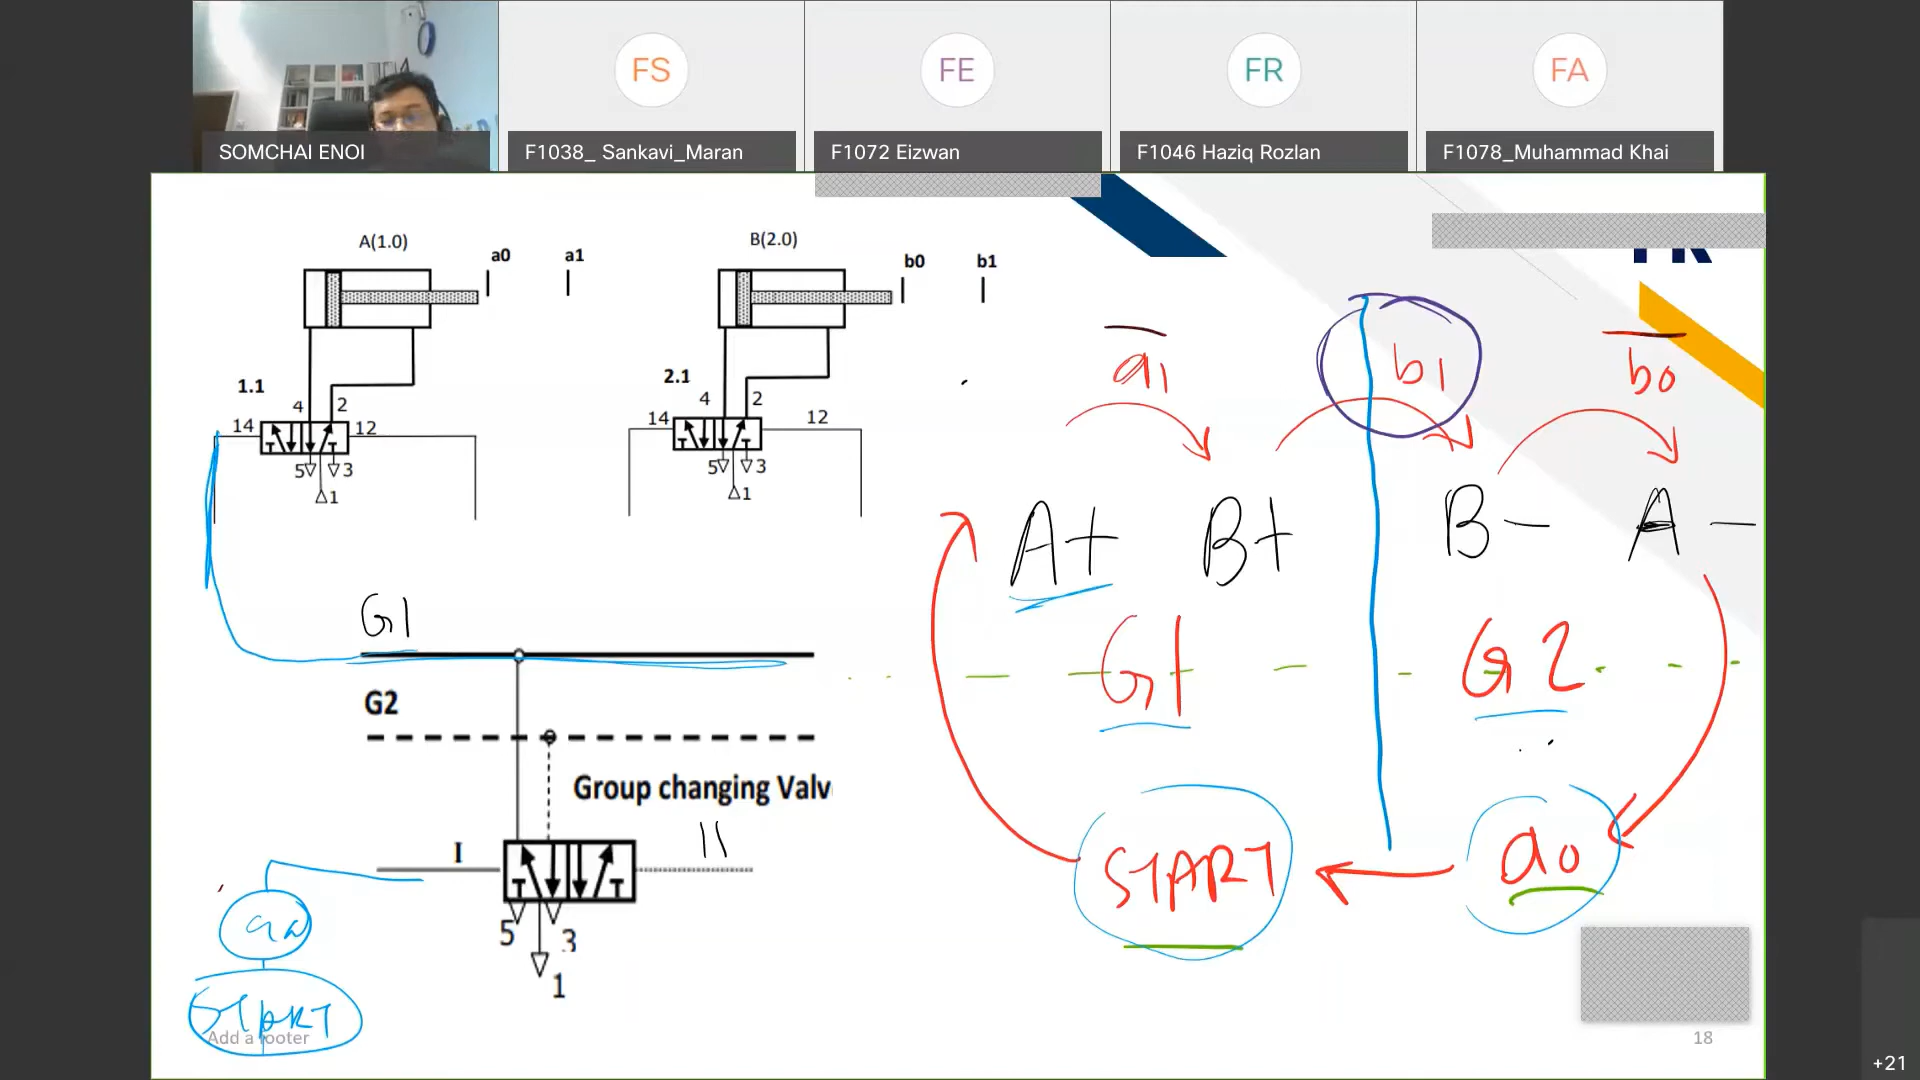 FS
FE
FR
FA
SOMCHAI ENOI
F1038_ Sankavi_Maran
F1072 Eizwan
F1046 Haziq Rozlan
F1078_Muhammad Khai
A(1.0)
a0
a1
B(2.0)
b0
b1
1.1
4
2
14
12
5
3
1
2.1
4
2
14
12
5
3
1
a1
b1
b0
A+ B+ B- A-
G1
G2
G1
G2
Group changing Valv
I
11
5
3
1
START
a0
a0
START
Add a footer
18
+21